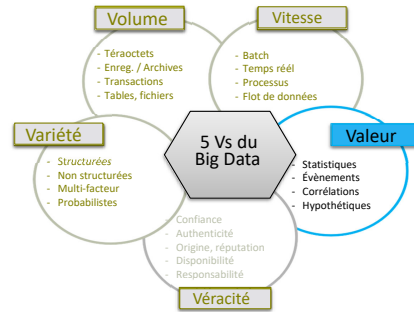 Volume
- Téraoctets
- Enreg. / Archives
- Transactions
- Tables, fichiers
Vitesse
- Batch
- Temps réél
- Processus
- Flot de données
Variété
- Structurées
- Non structurées
- Multi-facteur
- Probabilistes
5 Vs du
Big Data
Valeur
- Statistiques
- Évènements
- Corrélations
- Hypothétiques
- Confiance
- Authenticité
- Origine, réputation
- Disponibilité
- Responsabilité
Véracité